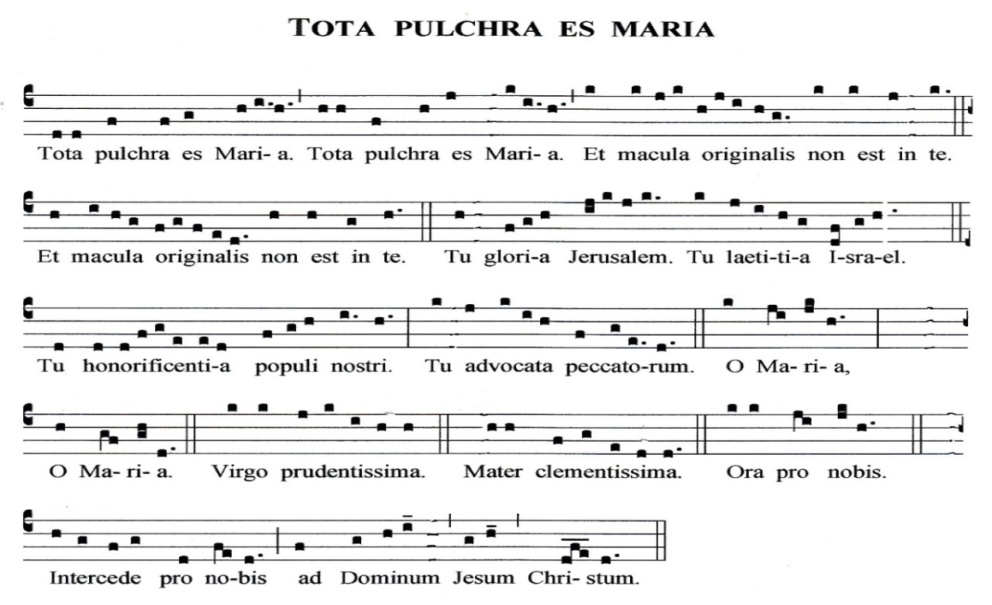 TOTA PULCHRA ES MARIA
Tota pulchra es Mari- a. Tota pulchra es Mari- a. Et macula originalis non est in te.
Et macula originalis non est in te. Tu glori-a Jerusalem. Tu laeti-ti-a I-sra-el.
Tu honorificenti-a populi nostri. Tu advocata peccato-rum. O Ma- ri- a,
O Ma- ri- a. Virgo prudentissima. Mater clementissima. Ora pro nobis.
Intercede pro no-bis ad Dominum Jesum Chri- stum.